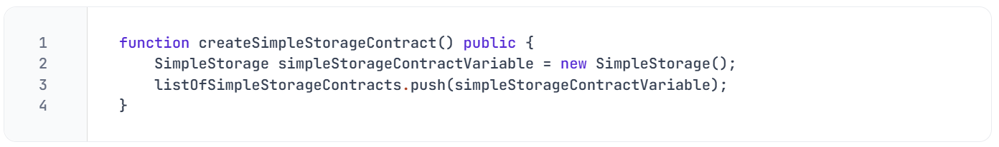 1 function createSimpleStorageContract() public {
2 SimpleStorage simpleStorageContractVariable = new SimpleStorage();
3 listOfSimpleStorageContracts.push(simpleStorageContractVariable);
4 }